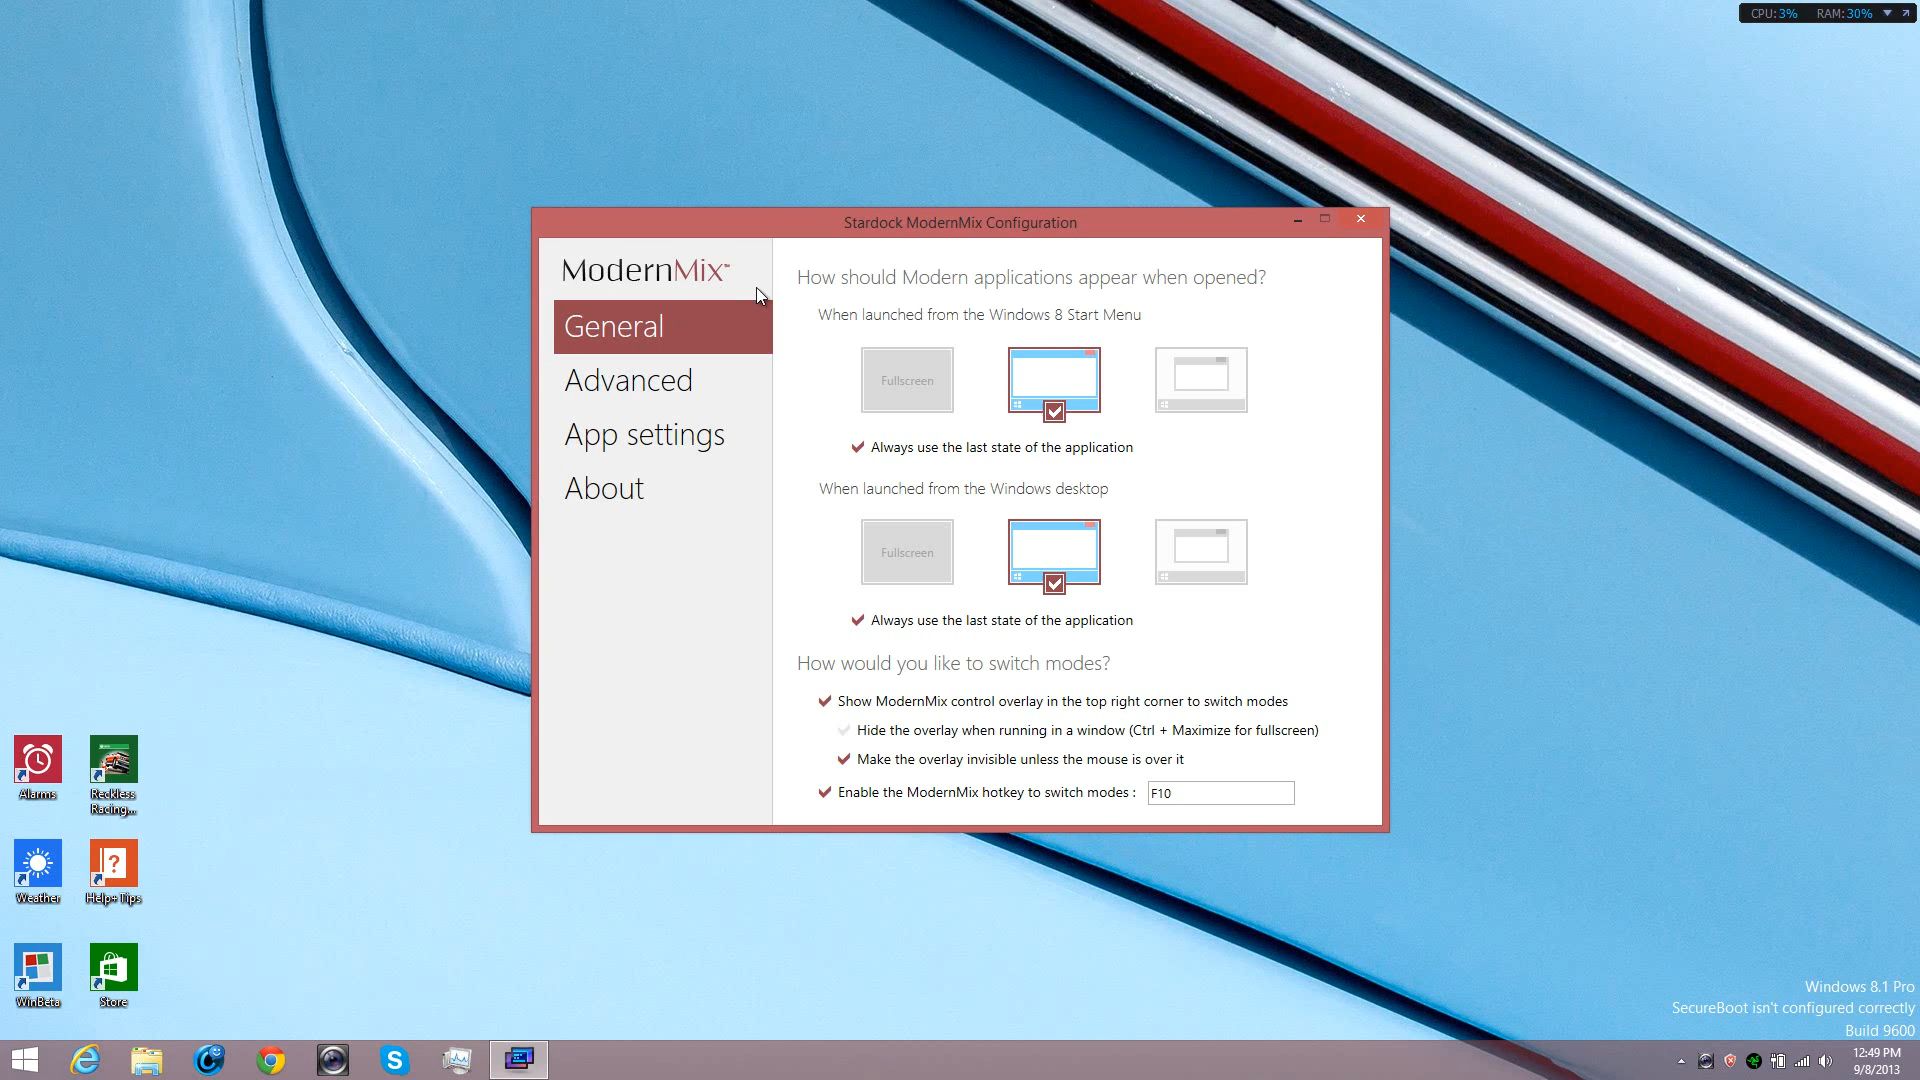 CPU: 3% RAM: 30%
Stardock ModernMix Configuration
ModernMix™
General
Advanced
App settings
About
How should Modern applications appear when opened?
When launched from the Windows 8 Start Menu
Fullscreen
Always use the last state of the application
When launched from the Windows desktop
Fullscreen
Always use the last state of the application
How would you like to switch modes?
Show ModernMix control overlay in the top right corner to switch modes
Hide the overlay when running in a window (Ctrl + Maximize for fullscreen)
Make the overlay invisible unless the mouse is over it
Enable the ModernMix hotkey to switch modes : F10
Alarms
Reckless
Racing...
Weather
Help+Tips
WinBeta
Store
Windows 8.1 Pro
SecureBoot isn't configured correctly
Build 9600
12:49 PM
9/8/2013